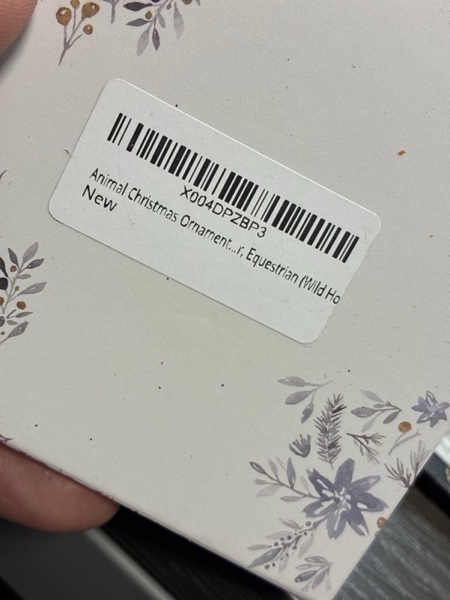 X004DPZBP3
Animal Christmas Ornament...r, Equestrian (Wild Ho
New